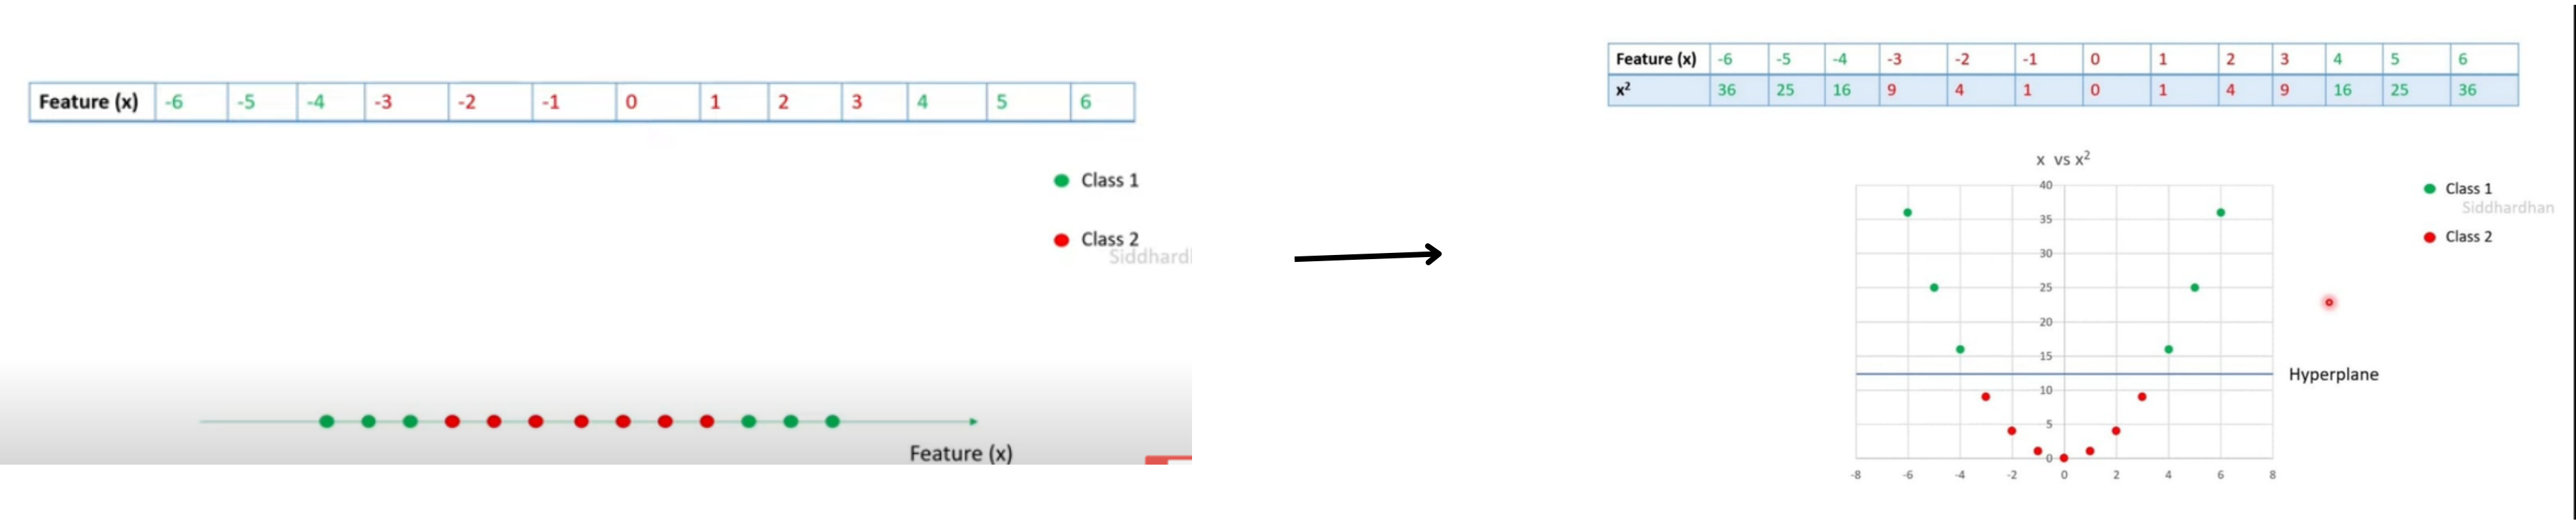 Feature (x) -6 -5 -4 -3 -2 -1 0 1 2 3 4 5 6
Class 1
Class 2
Siddhard
Feature (x)
Feature (x) -6 -5 -4 -3 -2 -1 0 1 2 3 4 5 6
x² 36 25 16 9 4 1 0 1 4 9 16 25 36
x vs x²
40
35
30
25
20
15
10
5
0
-8 -6 -4 -2 0 2 4 6 8
Class 1
Siddhardhan
Class 2
Hyperplane